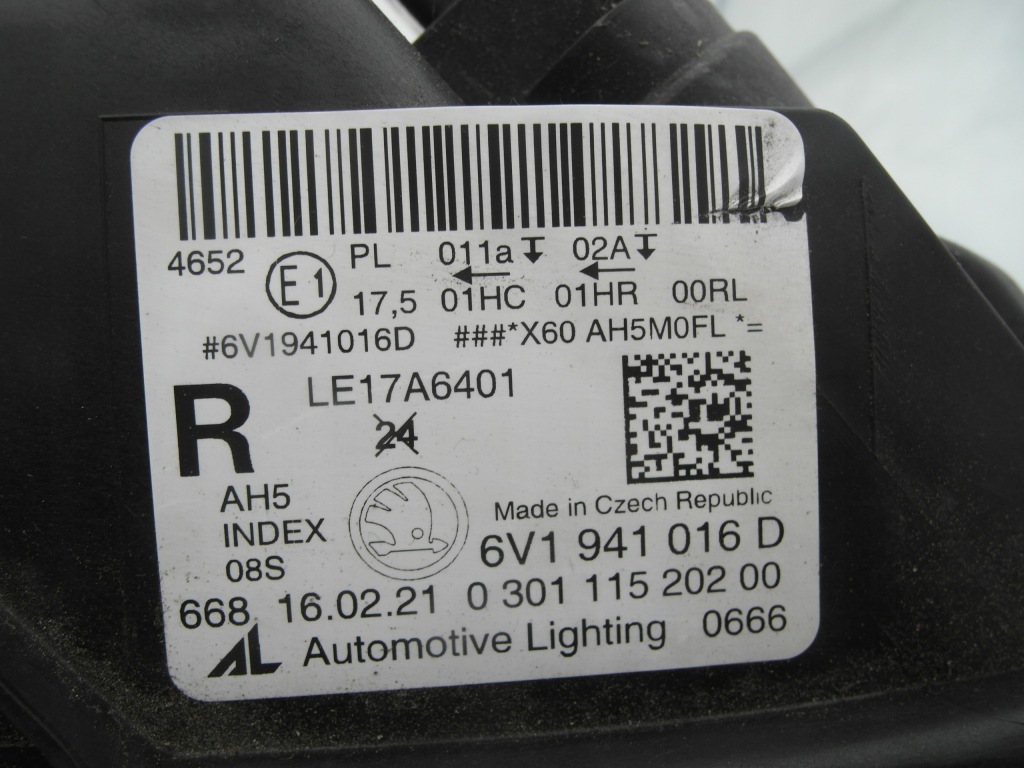 4652 E1 PL 011a 02A
17,5 01HC 01HR 00RL
#6V1941016D ###*X60 AH5M0FL *=
R LE17A6401
24
AH5
INDEX
08S
Made in Czech Republic
6V1 941 016 D
668 16.02.21 0 301 115 202 00
AL Automotive Lighting 0666